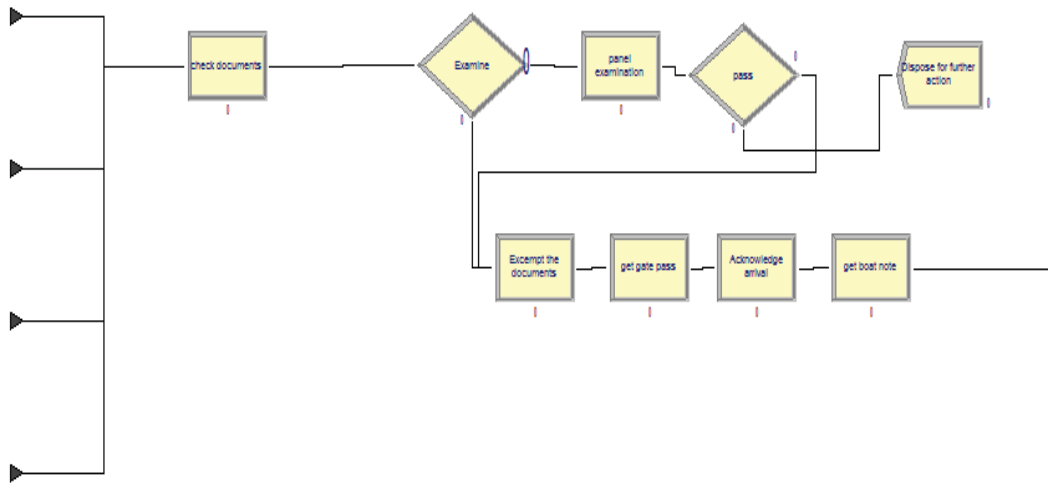 check documents
Examine
panel
examination
pass
Dispose for further
action
Excempt the
documents
get gate pass
Acknowledge
arrival
get boat note